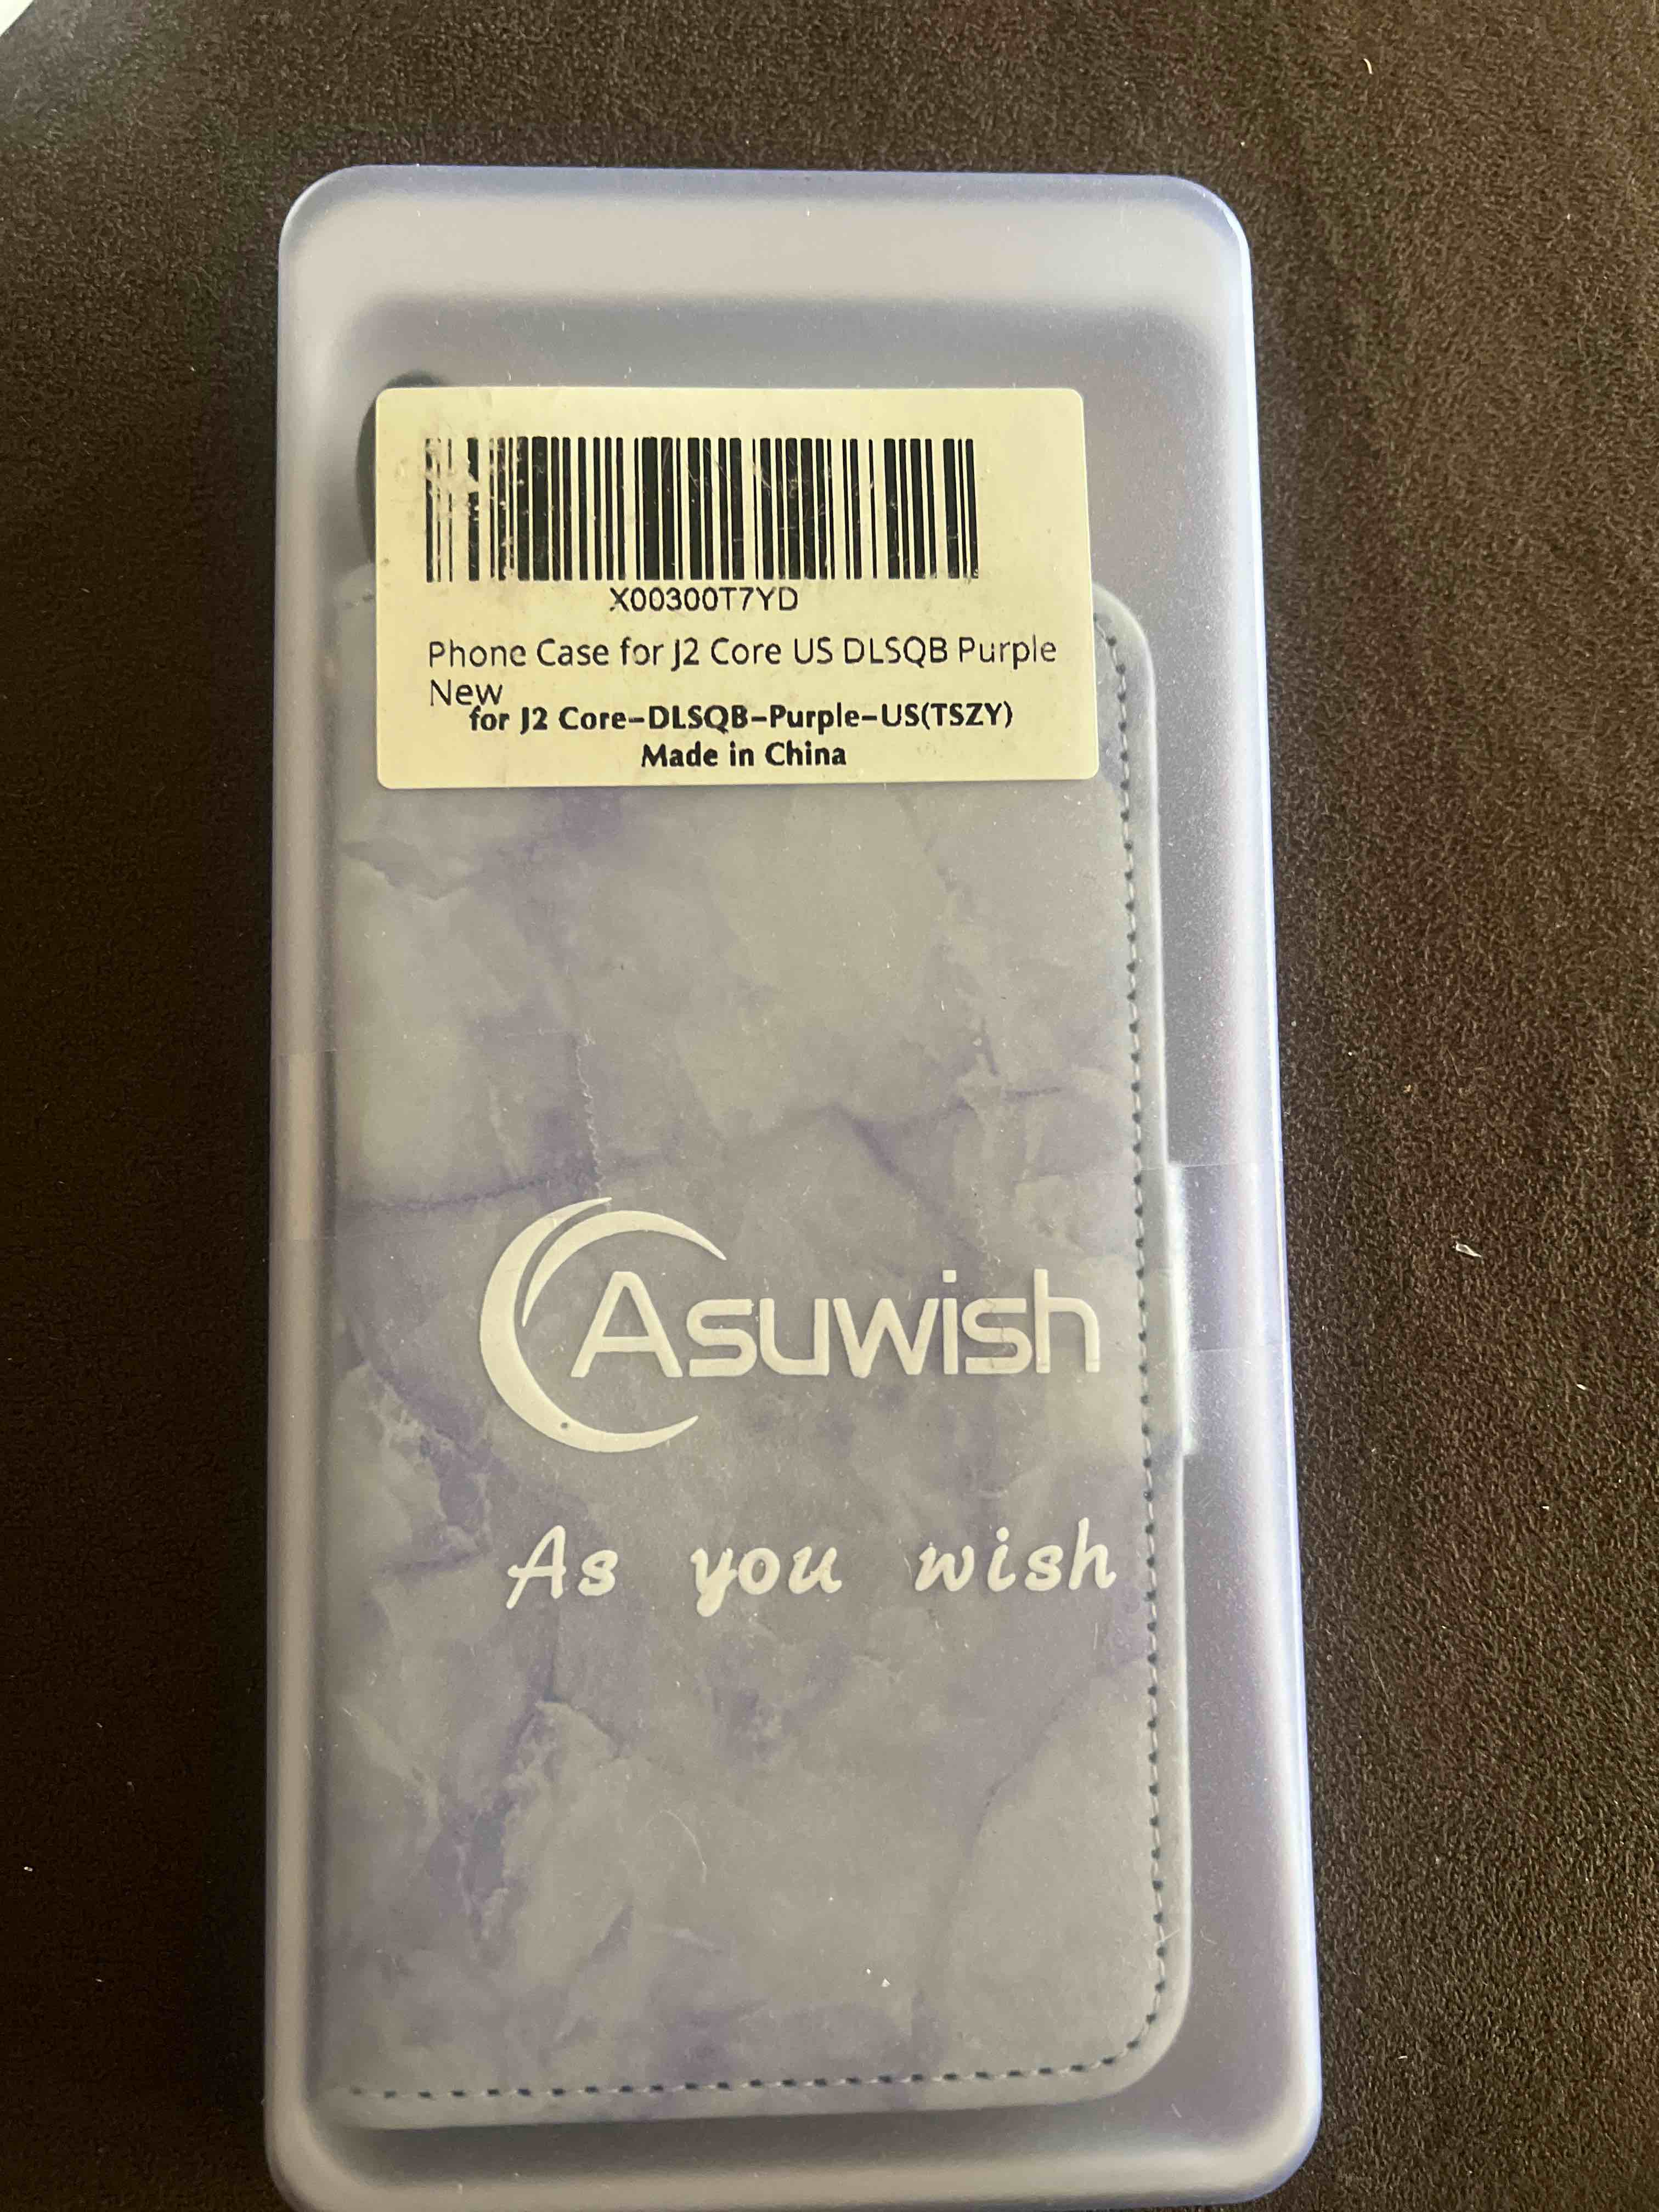 X00300T7YD
Phone Case for J2 Core US DLSQB Purple
New
for J2 Core-DLSQB-Purple-US(TSZY)
Made in China
Asuwish
As you wish